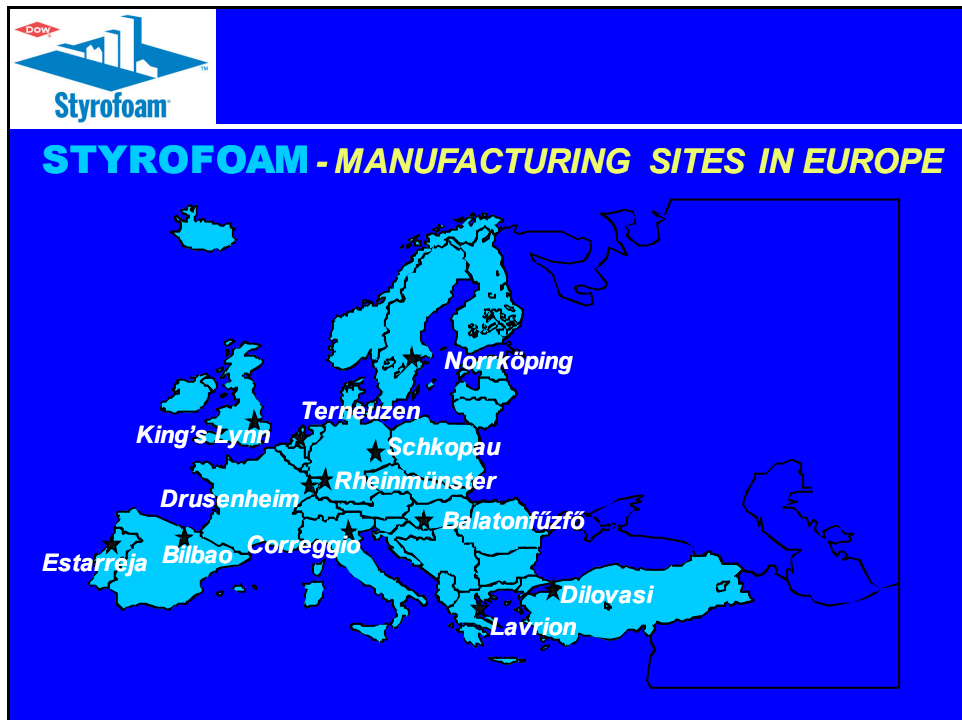 Dow
Styrofoam
™
STYROFOAM - MANUFACTURING SITES IN EUROPE
Norrköping
Terneuzen
King's Lynn
Schkopau
Rheinmünster
Drusenheim
Balatonfűzfő
Correggio
Bilbao
Estarreja
Dilovasi
Lavrion